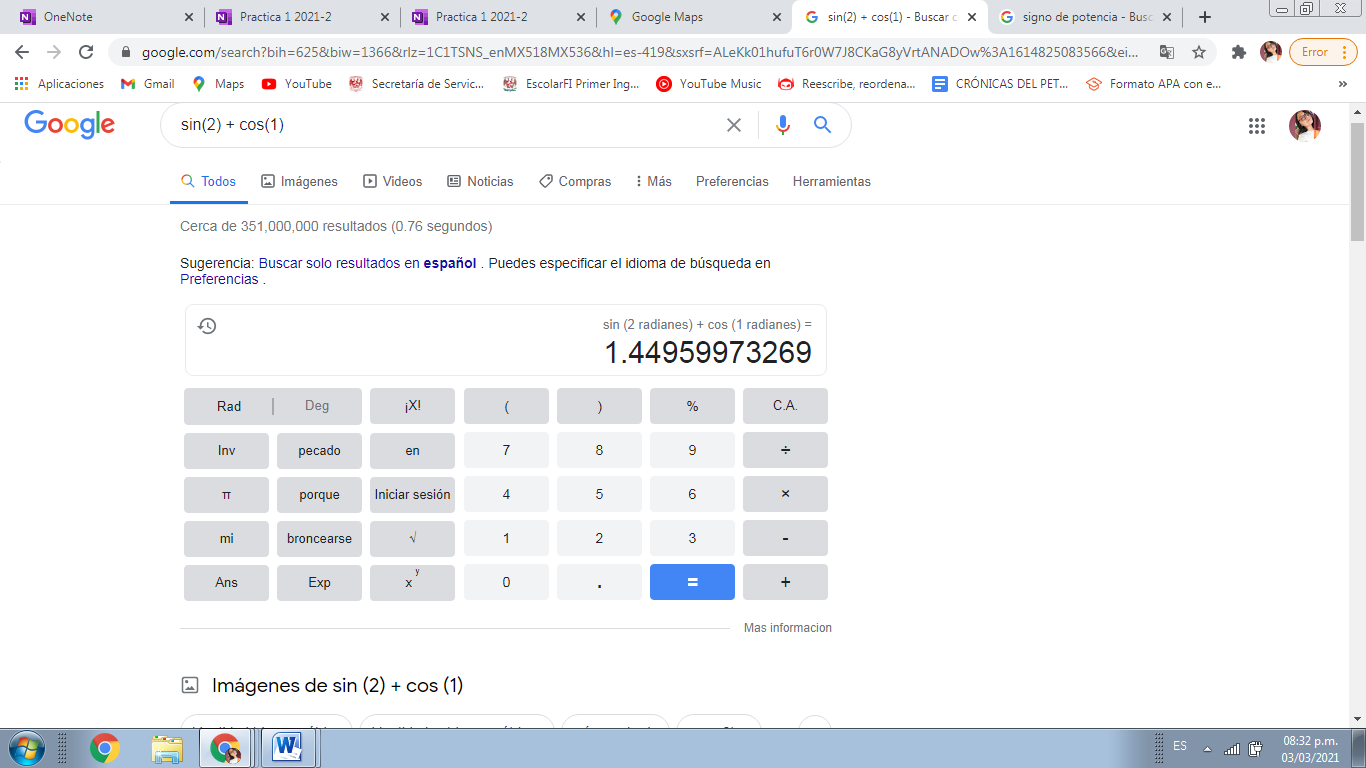 OneNote
Practica 1 2021-2
Practica 1 2021-2
Google Maps
sin(2) + cos(1) - Buscar c
signo de potencia - Busc
google.com/search?bih=625&biw=1366&rlz=1C1TSNS_enMX518MX536&hl=es-419&sxsrf=ALeKk01hufuT6r0W7J8CKaG8yVrtANADOw%3A1614825083566&ei...
Error
Aplicaciones
Gmail
Maps
YouTube
Secretaría de Servic...
EscolarFI Primer Ing...
YouTube Music
Reescribe, reordena...
CRÓNICAS DEL PET...
Formato APA con e...
»
Google
sin(2) + cos(1)
Todos
Imágenes
Videos
Noticias
Compras
Más
Preferencias
Herramientas
Cerca de 351,000,000 resultados (0.76 segundos)
Sugerencia: Buscar solo resultados en español . Puedes especificar el idioma de búsqueda en
Preferencias .
sin (2 radianes) + cos (1 radianes) =
1.44959973269
Rad | Deg ¡X! ( ) % C.A.
Inv pecado en 7 8 9 ÷
π porque Iniciar sesión 4 5 6 ×
mi broncearse √ 1 2 3 -
Ans Exp x^y 0 . = +
Mas informacion
Imágenes de sin (2) + cos (1)
ES
08:32 p.m.
03/03/2021